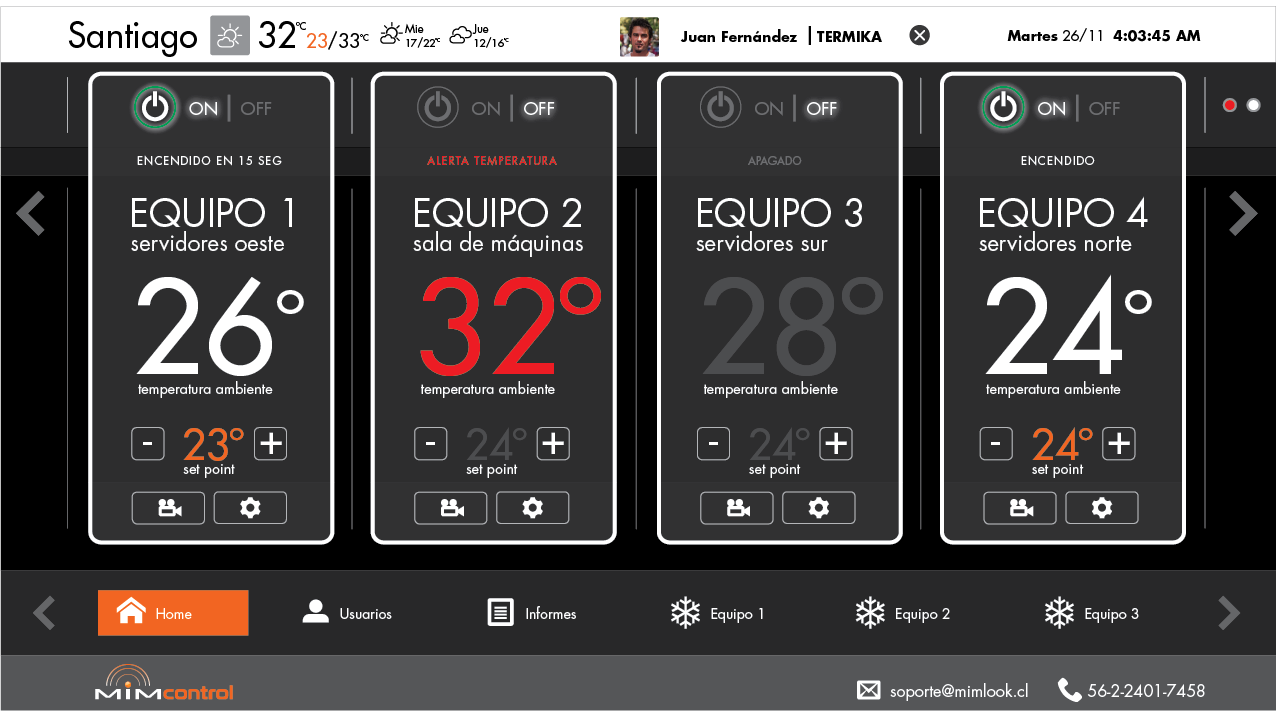 Santiago 32°C 23/33°C Mie 17/22°C Jue 12/16°C Juan Fernández | TERMIKA Martes 26/11 4:03:45 AM
ON | OFF ON | OFF ON | OFF ON | OFF
ENCENDIDO EN 15 SEG ALERTA TEMPERATURA APAGADO ENCENDIDO
EQUIPO 1 EQUIPO 2 EQUIPO 3 EQUIPO 4
servidores oeste sala de máquinas servidores sur servidores norte
26° 32° 28° 24°
temperatura ambiente temperatura ambiente temperatura ambiente temperatura ambiente
- 23° + - 24° + - 24° + - 24° +
set point set point set point set point
Home Usuarios Informes Equipo 1 Equipo 2 Equipo 3
MiMcontrol soporte@mimlook.cl 56-2-2401-7458